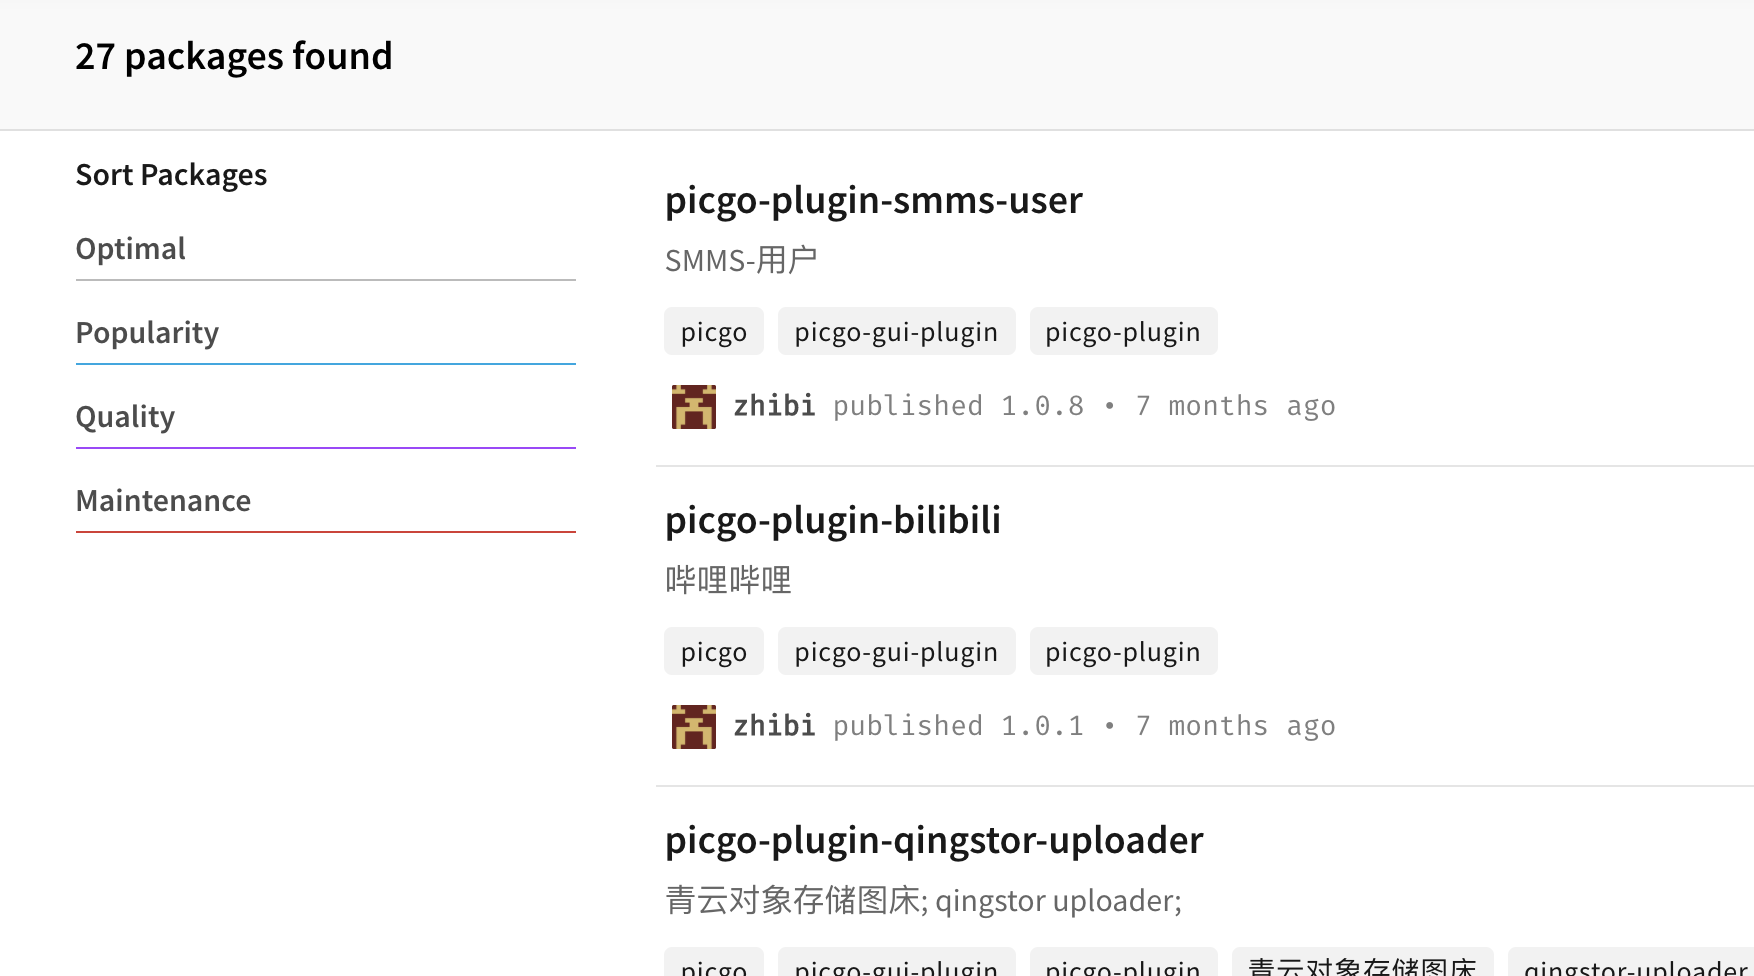 27 packages found
Sort Packages
Optimal
Popularity
Quality
Maintenance
picgo-plugin-smms-user
SMMS-用户
picgo picgo-gui-plugin picgo-plugin
zhibi published 1.0.8 • 7 months ago
picgo-plugin-bilibili
哔哩哔哩
picgo picgo-gui-plugin picgo-plugin
zhibi published 1.0.1 • 7 months ago
picgo-plugin-qingstor-uploader
青云对象存储图床; qingstor uploader;
picgo picgo-gui-plugin picgo-plugin 青云对象存储图床 qingstor-uploader